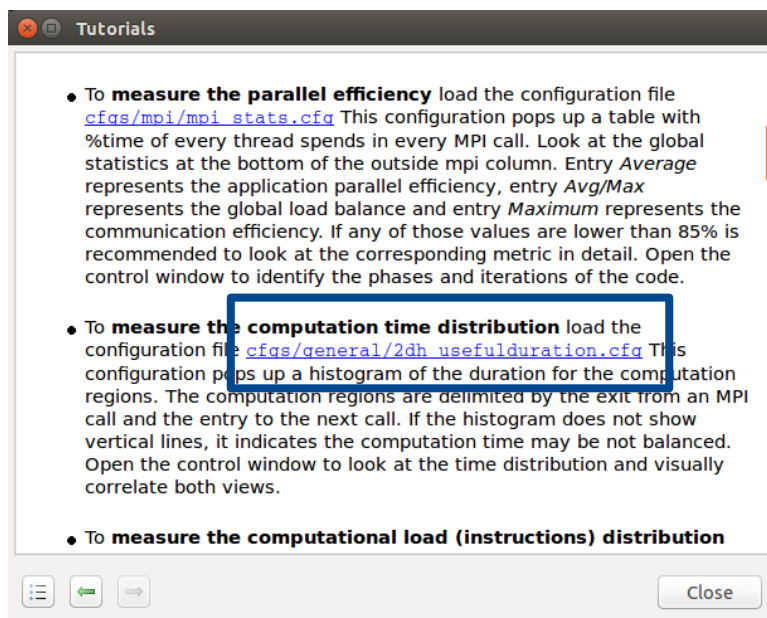 Tutorials
• To measure the parallel efficiency load the configuration file
cfgs/mpi/mpi_stats.cfg This configuration pops up a table with
%time of every thread spends in every MPI call. Look at the global
statistics at the bottom of the outside mpi column. Entry Average
represents the application parallel efficiency, entry Avg/Max
represents the global load balance and entry Maximum represents the
communication efficiency. If any of those values are lower than 85% is
recommended to look at the corresponding metric in detail. Open the
control window to identify the phases and iterations of the code.
• To measure the computation time distribution load the
configuration file cfgs/general/2dh_usefulduration.cfg This
configuration pops up a histogram of the duration for the computation
regions. The computation regions are delimited by the exit from an MPI
call and the entry to the next call. If the histogram does not show
vertical lines, it indicates the computation time may be not balanced.
Open the control window to look at the time distribution and visually
correlate both views.
• To measure the computational load (instructions) distribution
Close